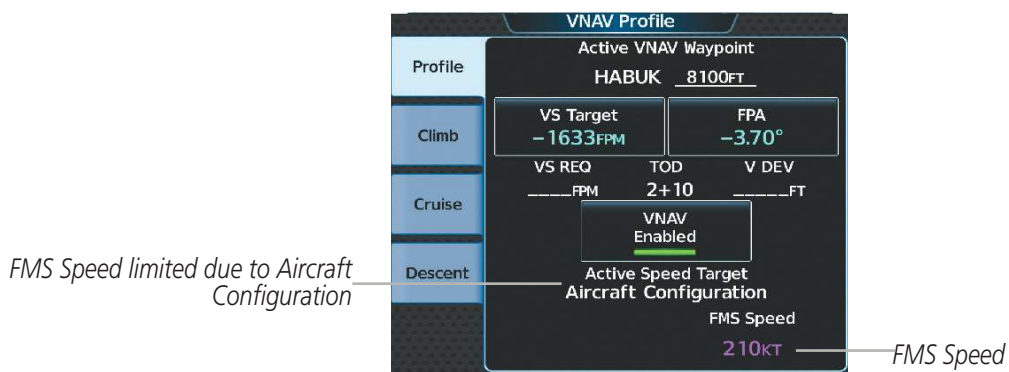 VNAV Profile
Profile
Climb
Cruise
Descent
Active VNAV Waypoint
HABUK 8100FT
VS Target
−1633FPM
FPA
−3.70°
VS REQ TOD V DEV
____FPM 2+10 _____FT
VNAV
Enabled
Active Speed Target
Aircraft Configuration
FMS Speed
210KT
FMS Speed limited due to Aircraft
Configuration
FMS Speed